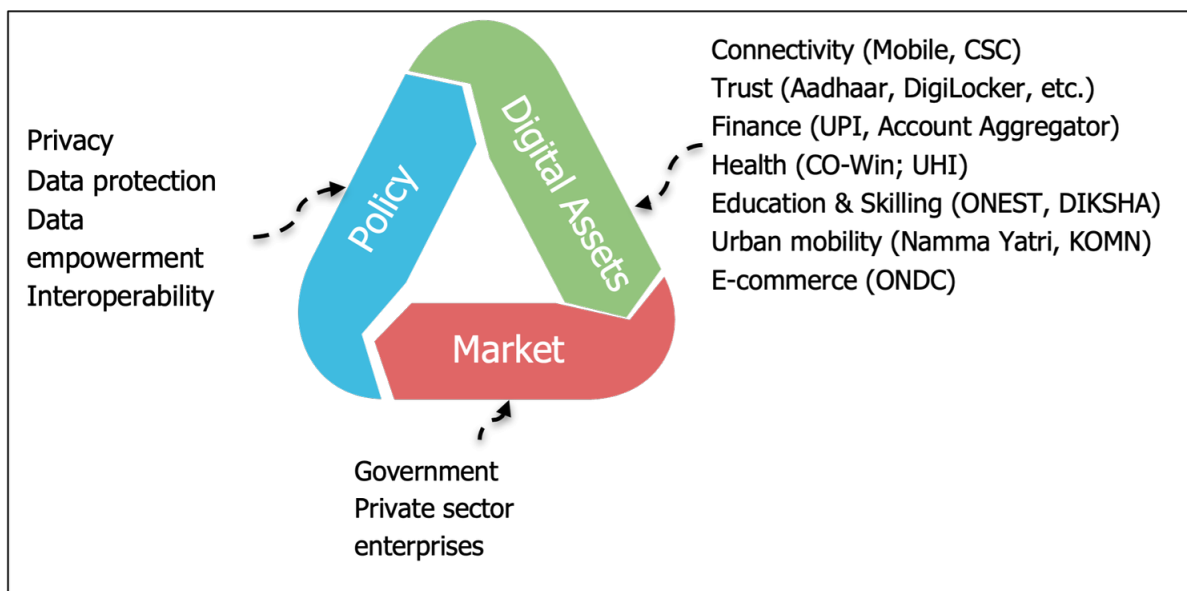 Privacy
Data protection
Data
empowerment
Interoperability
Policy
Digital Assets
Market
Connectivity (Mobile, CSC)
Trust (Aadhaar, DigiLocker, etc.)
Finance (UPI, Account Aggregator)
Health (CO-Win; UHI)
Education & Skilling (ONEST, DIKSHA)
Urban mobility (Namma Yatri, KOMN)
E-commerce (ONDC)
Government
Private sector
enterprises